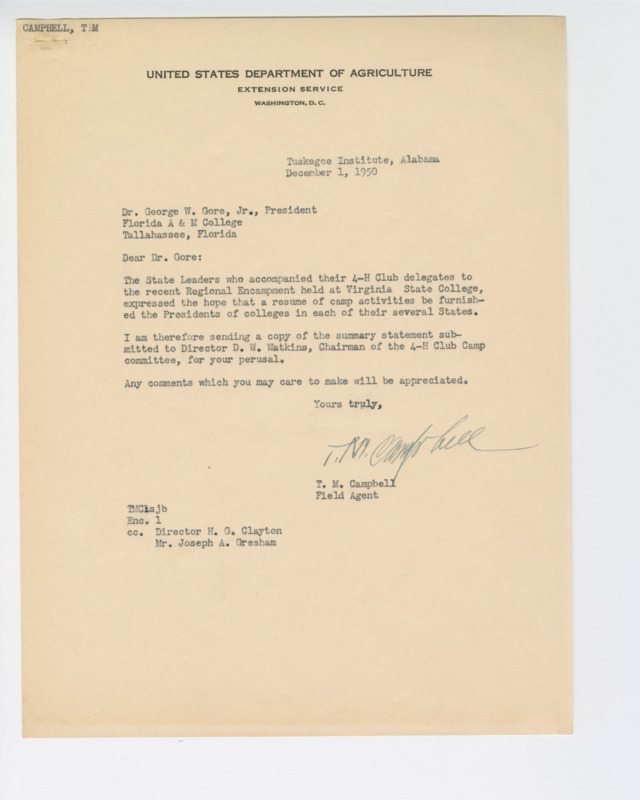 CAMPBELL, T M
UNITED STATES DEPARTMENT OF AGRICULTURE
EXTENSION SERVICE
WASHINGTON, D. C.
Tuskegee Institute, Alabama
December 1, 1950
Dr. George W. Gore, Jr., President
Florida A & M College
Tallahassee, Florida
Dear Dr. Gore:
The State Leaders who accompanied their 4-H Club delegates to
the recent Regional Encampment held at Virginia State College,
expressed the hope that a resume of camp activities be furnish-
ed the Presidents of colleges in each of their several States.
I am therefore sending a copy of the summary statement sub-
mitted to Director D. W. Watkins, Chairman of the 4-H Club Camp
committee, for your perusal.
Any comments which you may care to make will be appreciated.
Yours truly,
T. M. Campbell
T. M. Campbell
Field Agent
TMC:sjb
Enc. 1
cc. Director H. G. Clayton
Mr. Joseph A. Gresham